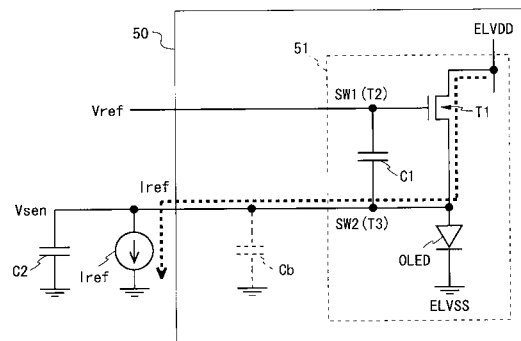 50
ELVDD
51
SW1(T2)
Vref
T1
C1
Iref
Vsen
SW2(T3)
C2
Iref
Cb
OLED
ELVSS